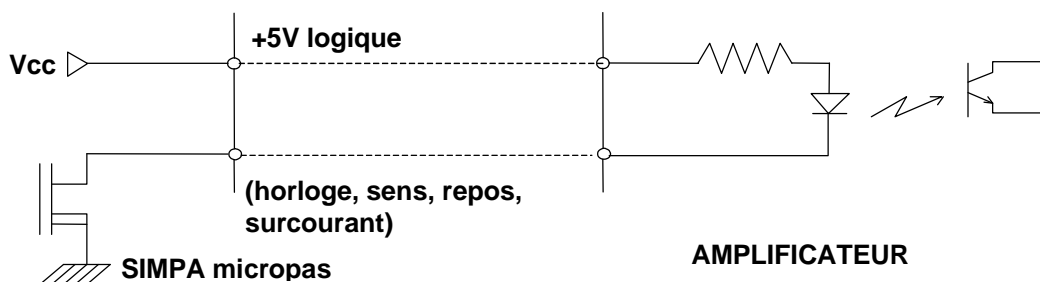 +5V logique
Vcc
(horloge, sens, repos,
surcourant)
SIMPA micropas
AMPLIFICATEUR